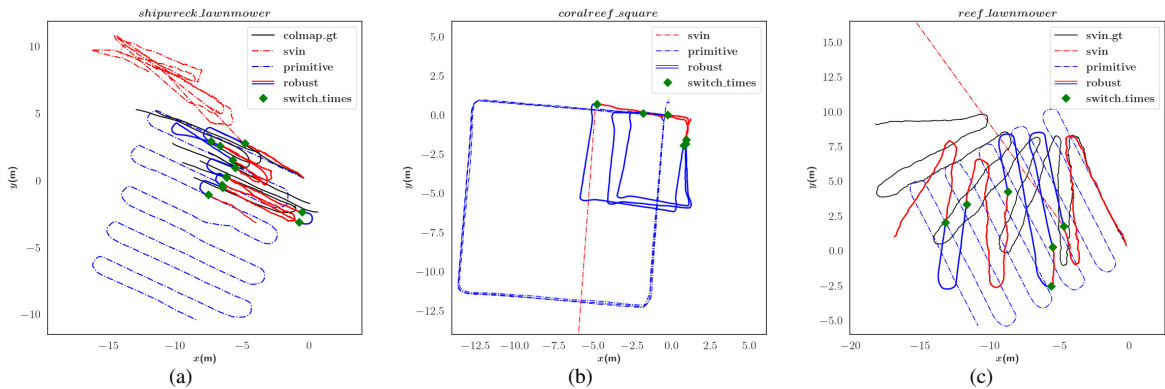 shipwreck_lawnmower
colmap_gt
svin
primitive
robust
switch_times
10
5
0
−5
−10
−15
−10
−5
0
y(m)
x(m)
(a)
coralreef_square
svin
primitive
robust
switch_times
5.0
2.5
0.0
−2.5
−5.0
−7.5
−10.0
−12.5
−12.5
−10.0
−7.5
−5.0
−2.5
0.0
2.5
5.0
y(m)
x(m)
(b)
reef_lawnmower
svin_gt
svin
primitive
robust
switch_times
15.0
12.5
10.0
7.5
5.0
2.5
0.0
−2.5
−5.0
−20
−15
−10
−5
0
y(m)
x(m)
(c)